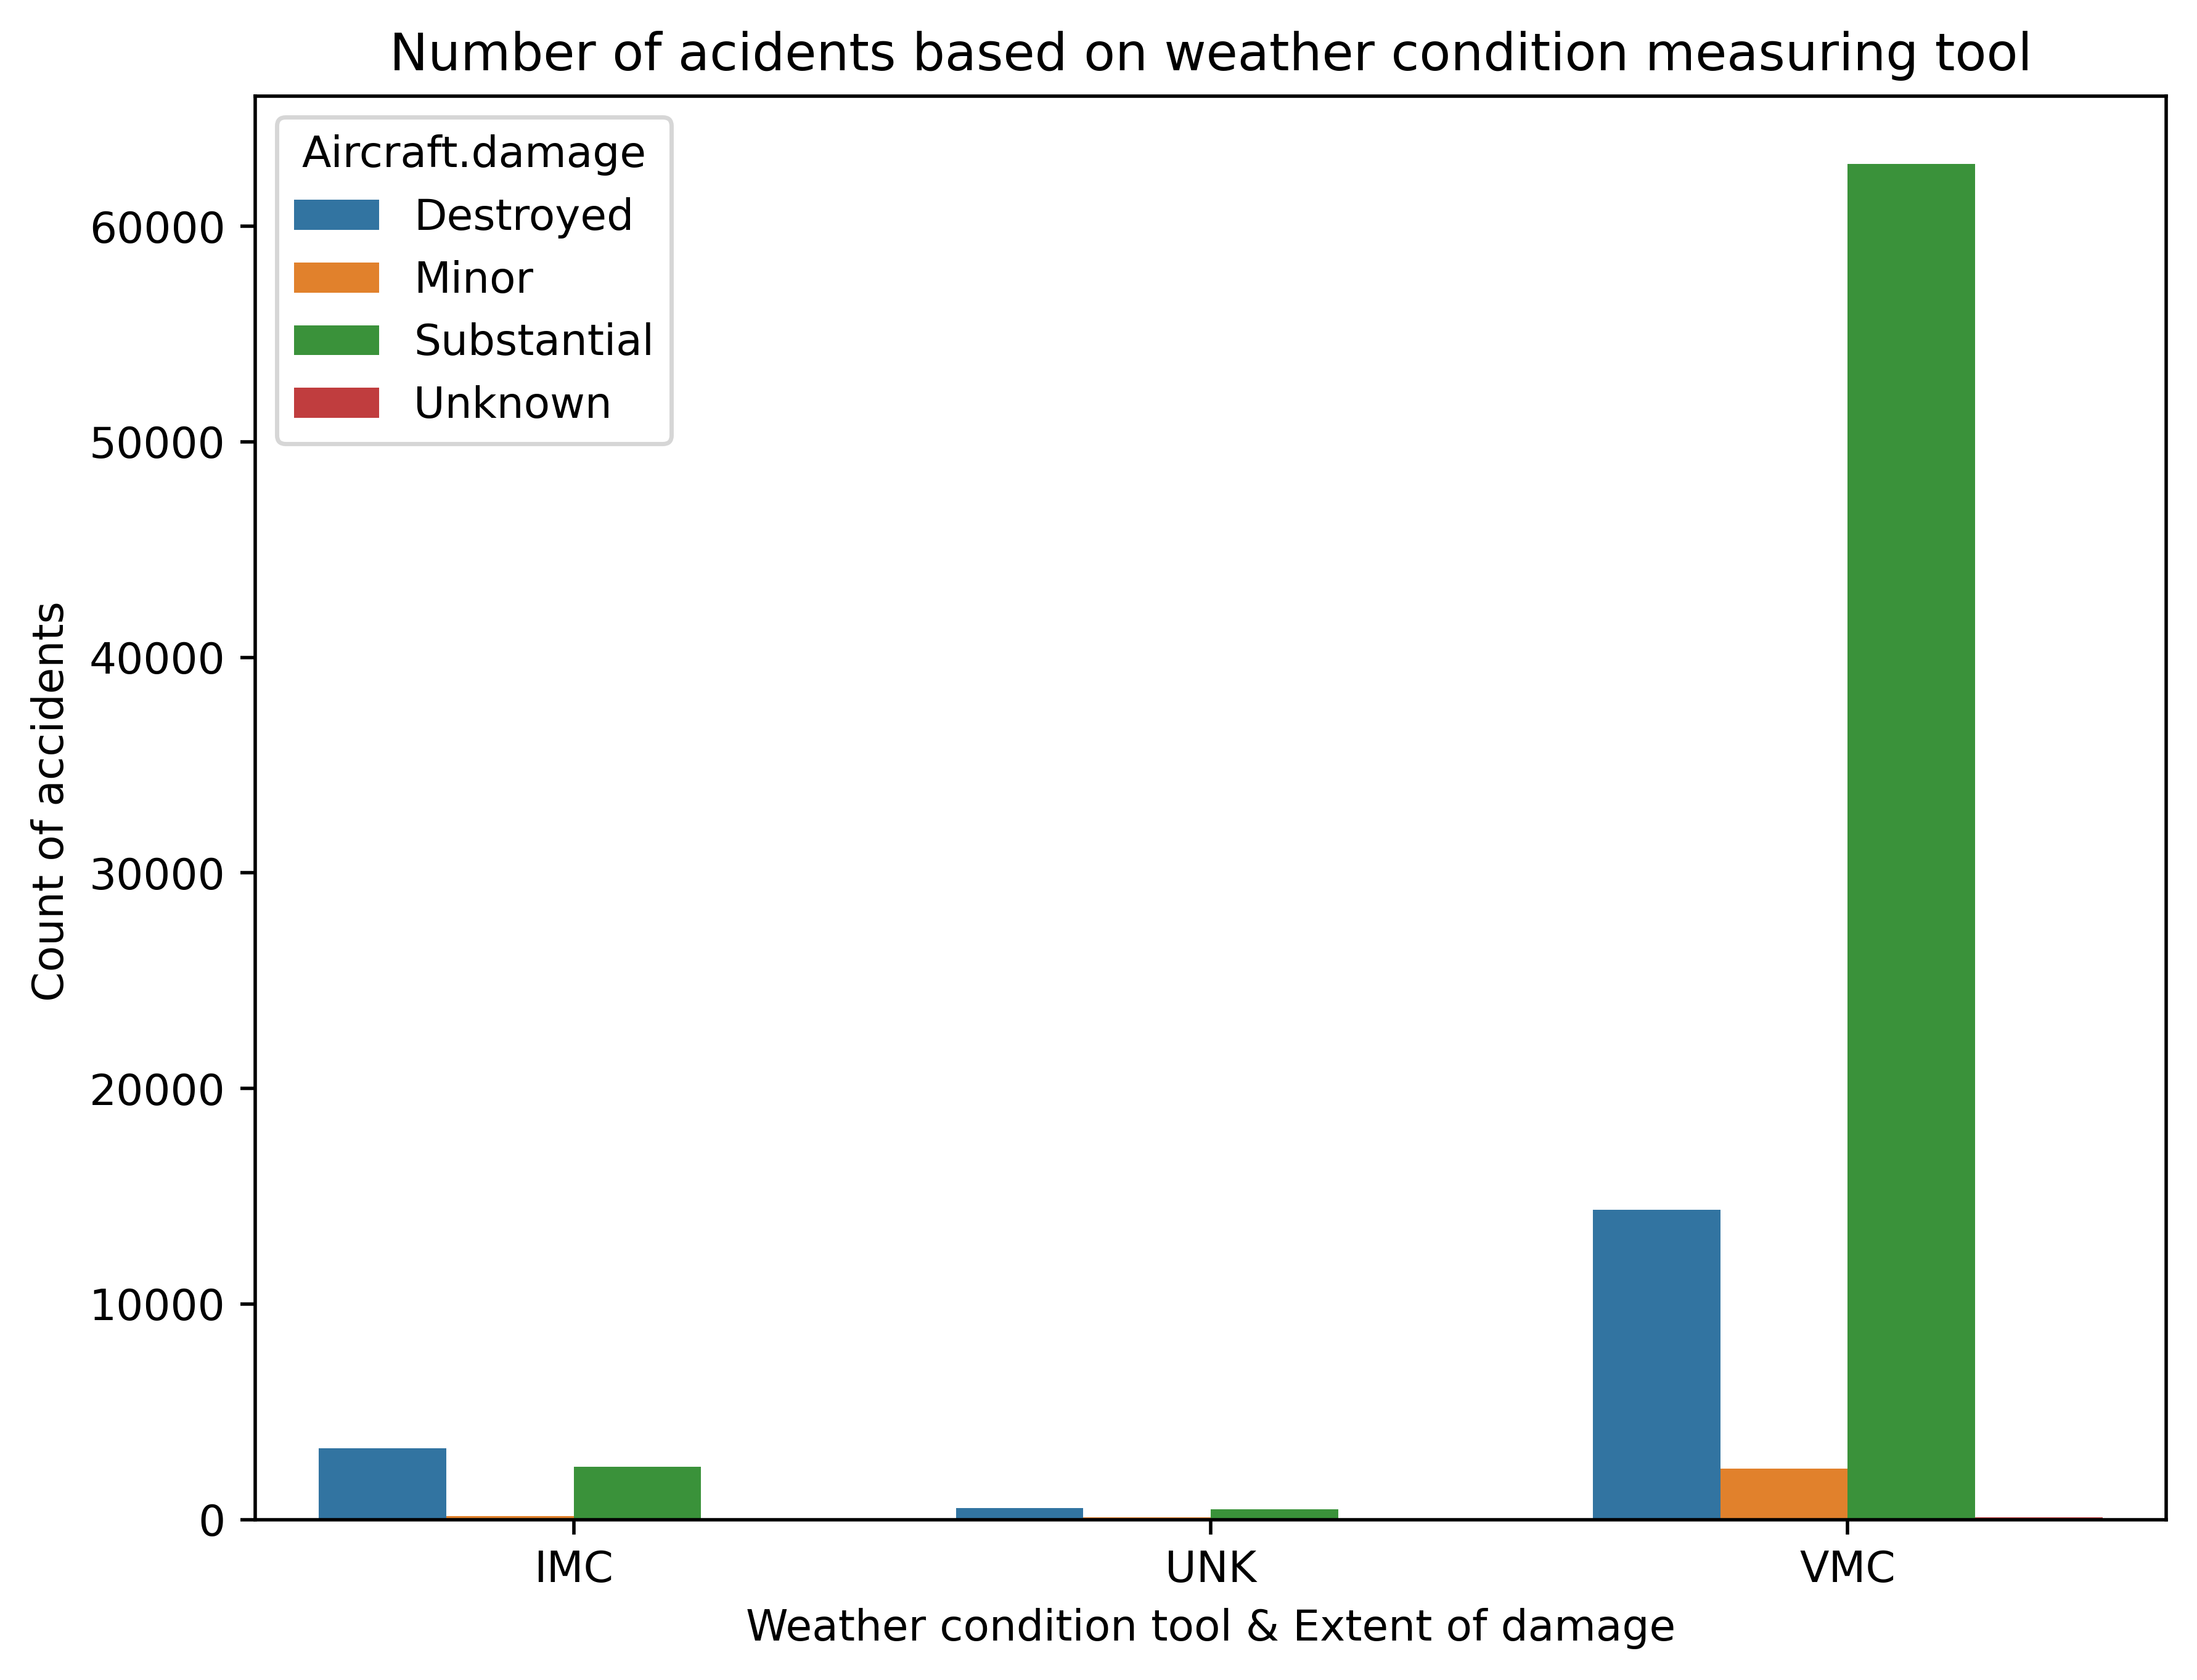 Number of acidents based on weather condition measuring tool
Aircraft.damage
Destroyed
Minor
Substantial
Unknown
60000
50000
40000
30000
20000
10000
0
Count of accidents
IMC
UNK
VMC
Weather condition tool & Extent of damage